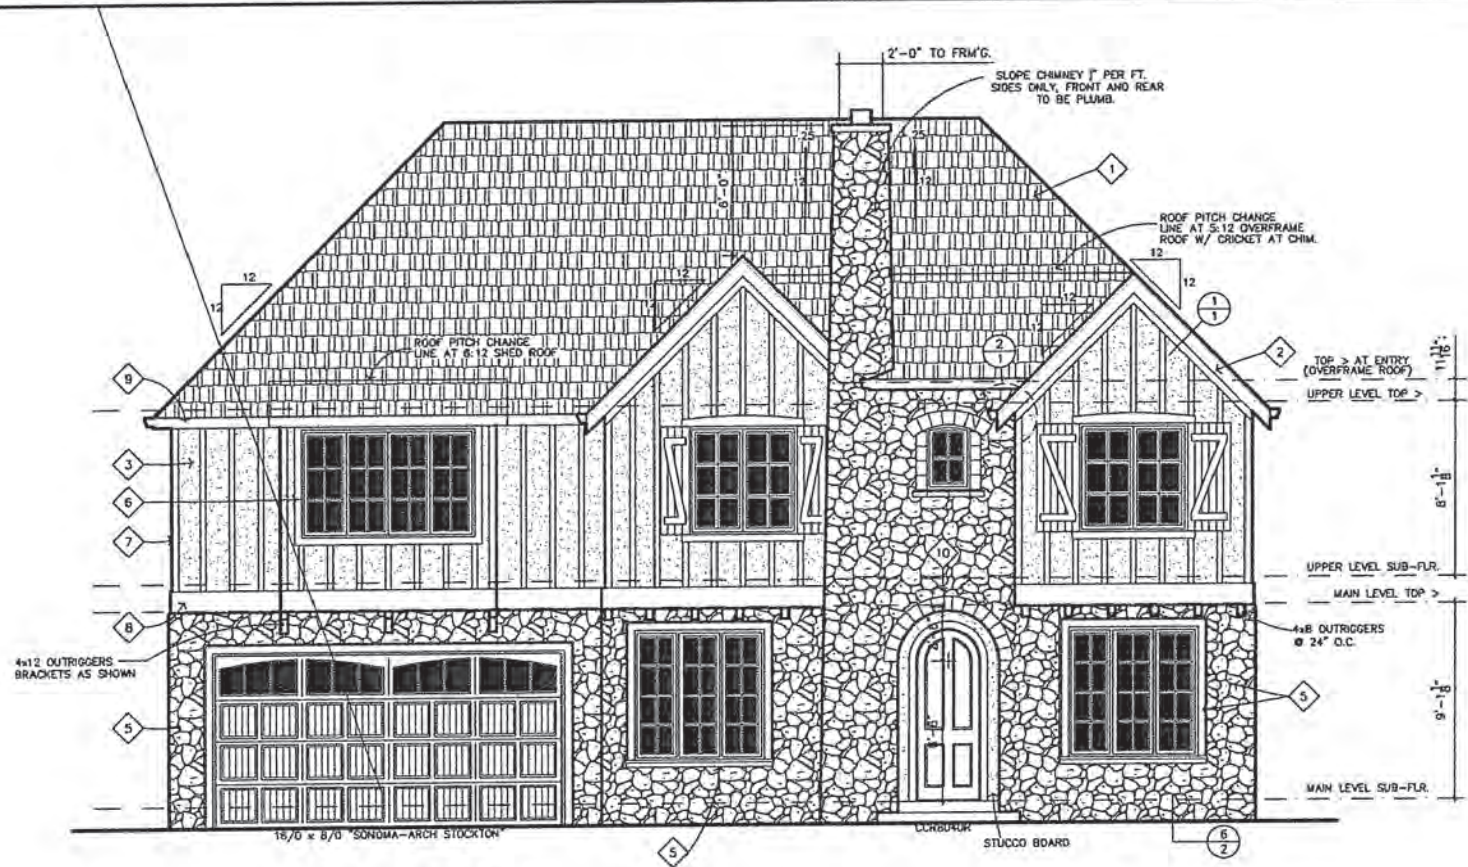 2'-0" TO FRM'G.
SLOPE CHIMNEY 1" PER FT.
SIDES ONLY, FRONT AND REAR
TO BE PLUMB.
25
12
25
12
6'-0"
1
ROOF PITCH CHANGE
LINE AT 5:12 OVERFRAME
ROOF W/ CRICKET AT CHIM.
12
12
12
12
12
12
12
12
1
1
2
1
2
ROOF PITCH CHANGE
LINE AT 6:12 SHED ROOF
TOP > AT ENTRY
(OVERFRAME ROOF)
UPPER LEVEL TOP >
9
3
6
7
8'-1 1/8"
10
UPPER LEVEL SUB-FLR.
MAIN LEVEL TOP >
8
4x12 OUTRIGGERS
BRACKETS AS SHOWN
4x8 OUTRIGGERS
@ 24" O.C.
5
5
9'-1 1/8"
MAIN LEVEL SUB-FLR.
16/0 x 8/0 "SONOMA-ARCH STOCKTON"
STUCCO BOARD
5
6
2